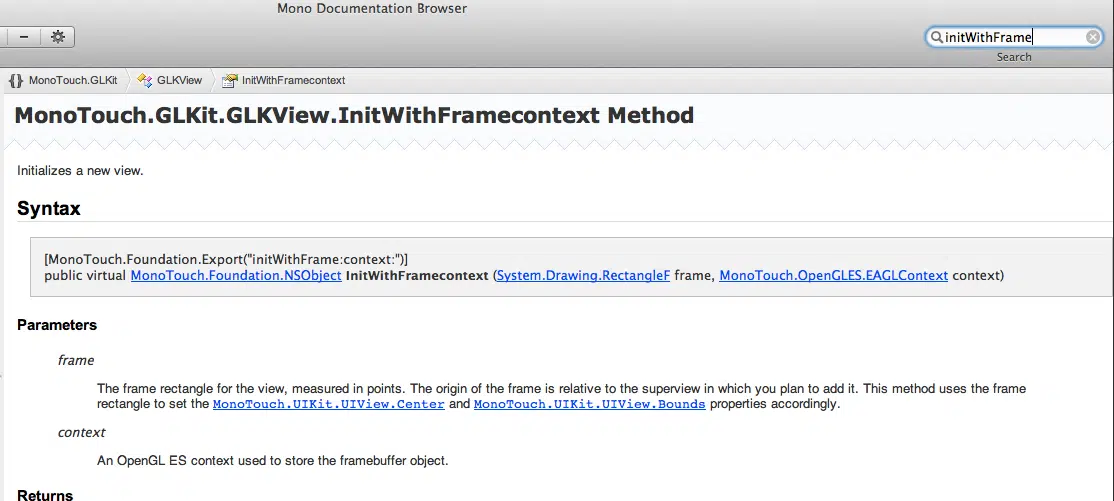 Mono Documentation Browser
initWithFrame
Search
MonoTouch.GLKit GLKView InitWithFramecontext
MonoTouch.GLKit.GLKView.InitWithFramecontext Method
Initializes a new view.
Syntax
[MonoTouch.Foundation.Export("initWithFrame:context:")]
public virtual MonoTouch.Foundation.NSObject InitWithFramecontext (System.Drawing.RectangleF frame, MonoTouch.OpenGLES.EAGLContext context)
Parameters
frame
The frame rectangle for the view, measured in points. The origin of the frame is relative to the superview in which you plan to add it. This method uses the frame
rectangle to set the MonoTouch.UIKit.UIView.Center and MonoTouch.UIKit.UIView.Bounds properties accordingly.
context
An OpenGL ES context used to store the framebuffer object.
Returns